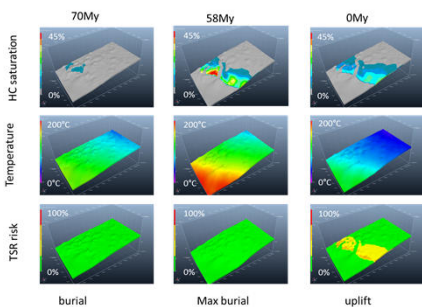 70My 58My 0My
HC saturation
45% 45% 45%
0% 0% 0%
Temperature
200°C 200°C 200°C
0°C 0°C 0°C
TSR risk
100% 100% 100%
0% 0% 0%
burial Max burial uplift